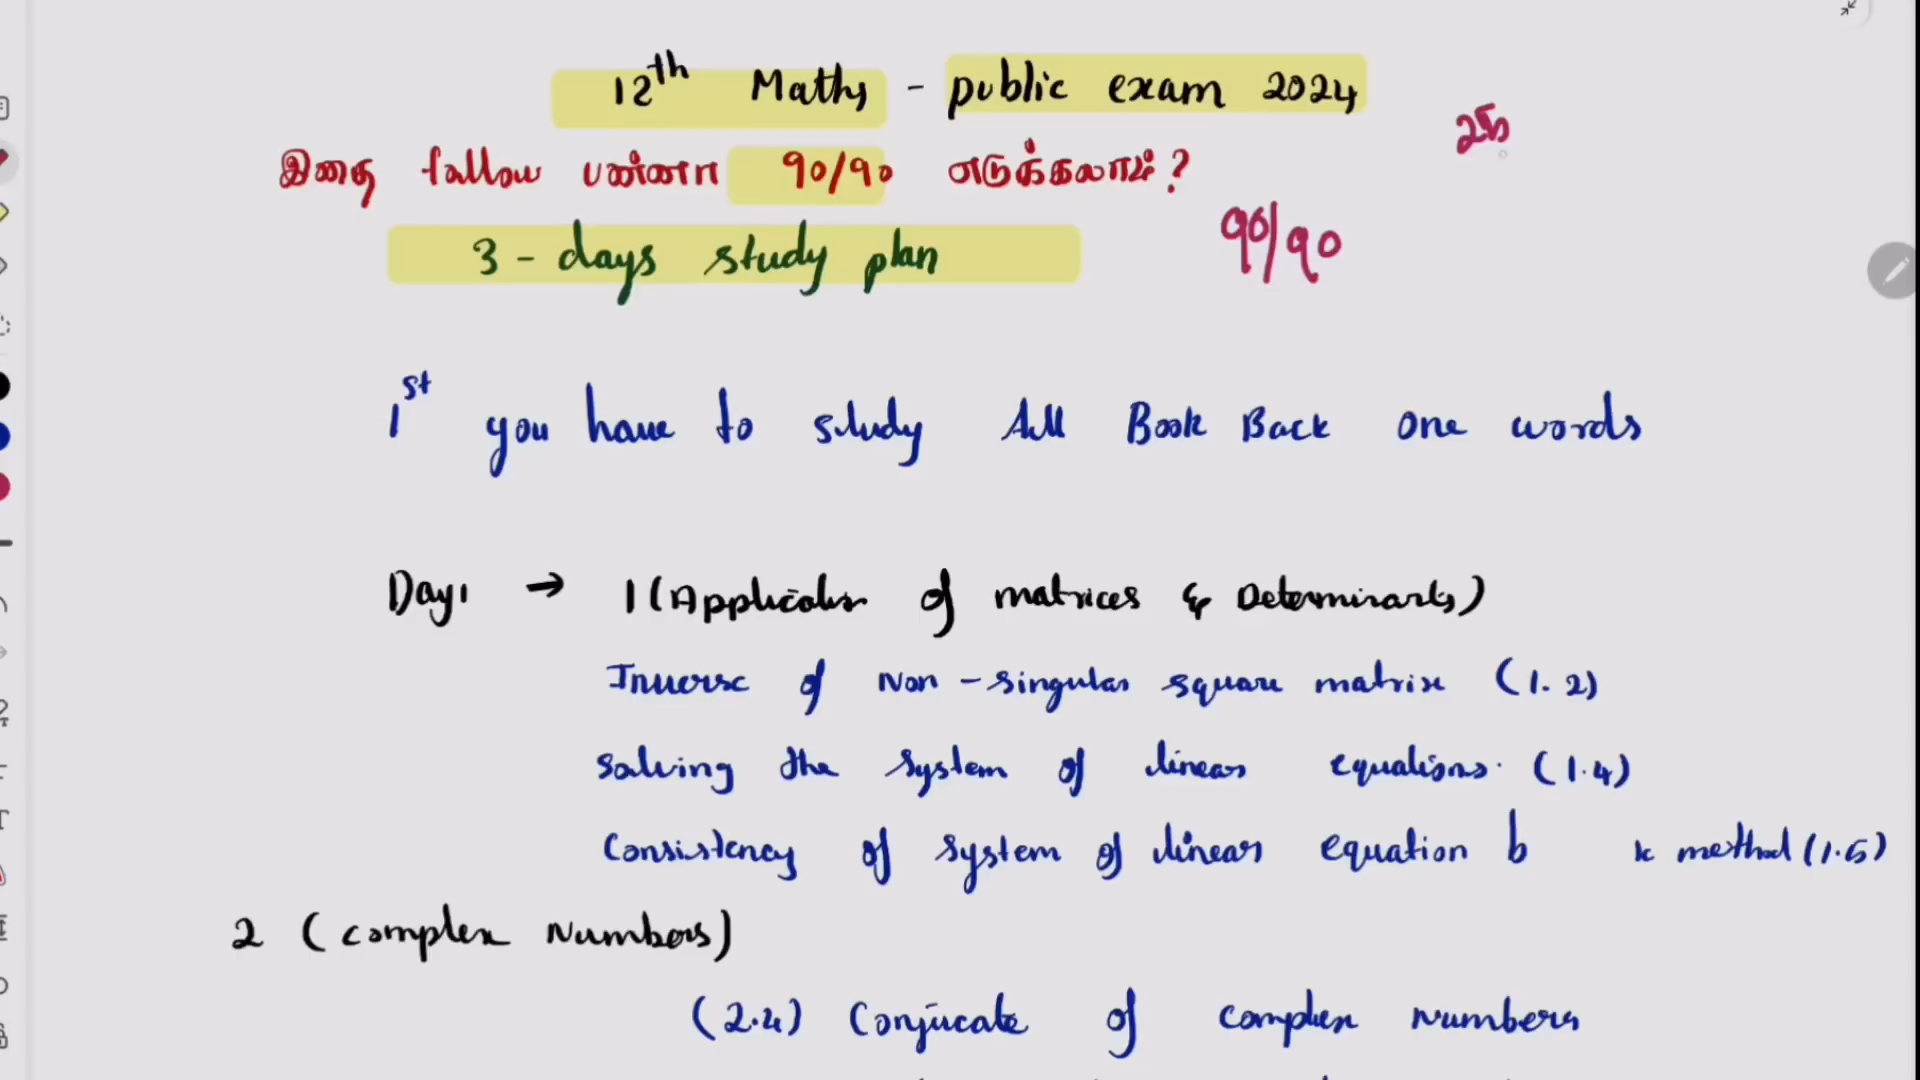 12th Maths - public exam 2024
இதை follow பண்ணா 90/90 எடுக்கலாம்?
90/90
3 - days study plan
1st you have to study All Book Back one words
Day1 → 1 (Application of matrices & Determinants)
Inverse of Non-singular square matrix (1.2)
Solving the system of linear equations. (1.4)
Consistency of system of linear equation b k method (1.5)
2 (complex Numbers)
(2.4) Conjucate of complex numbers